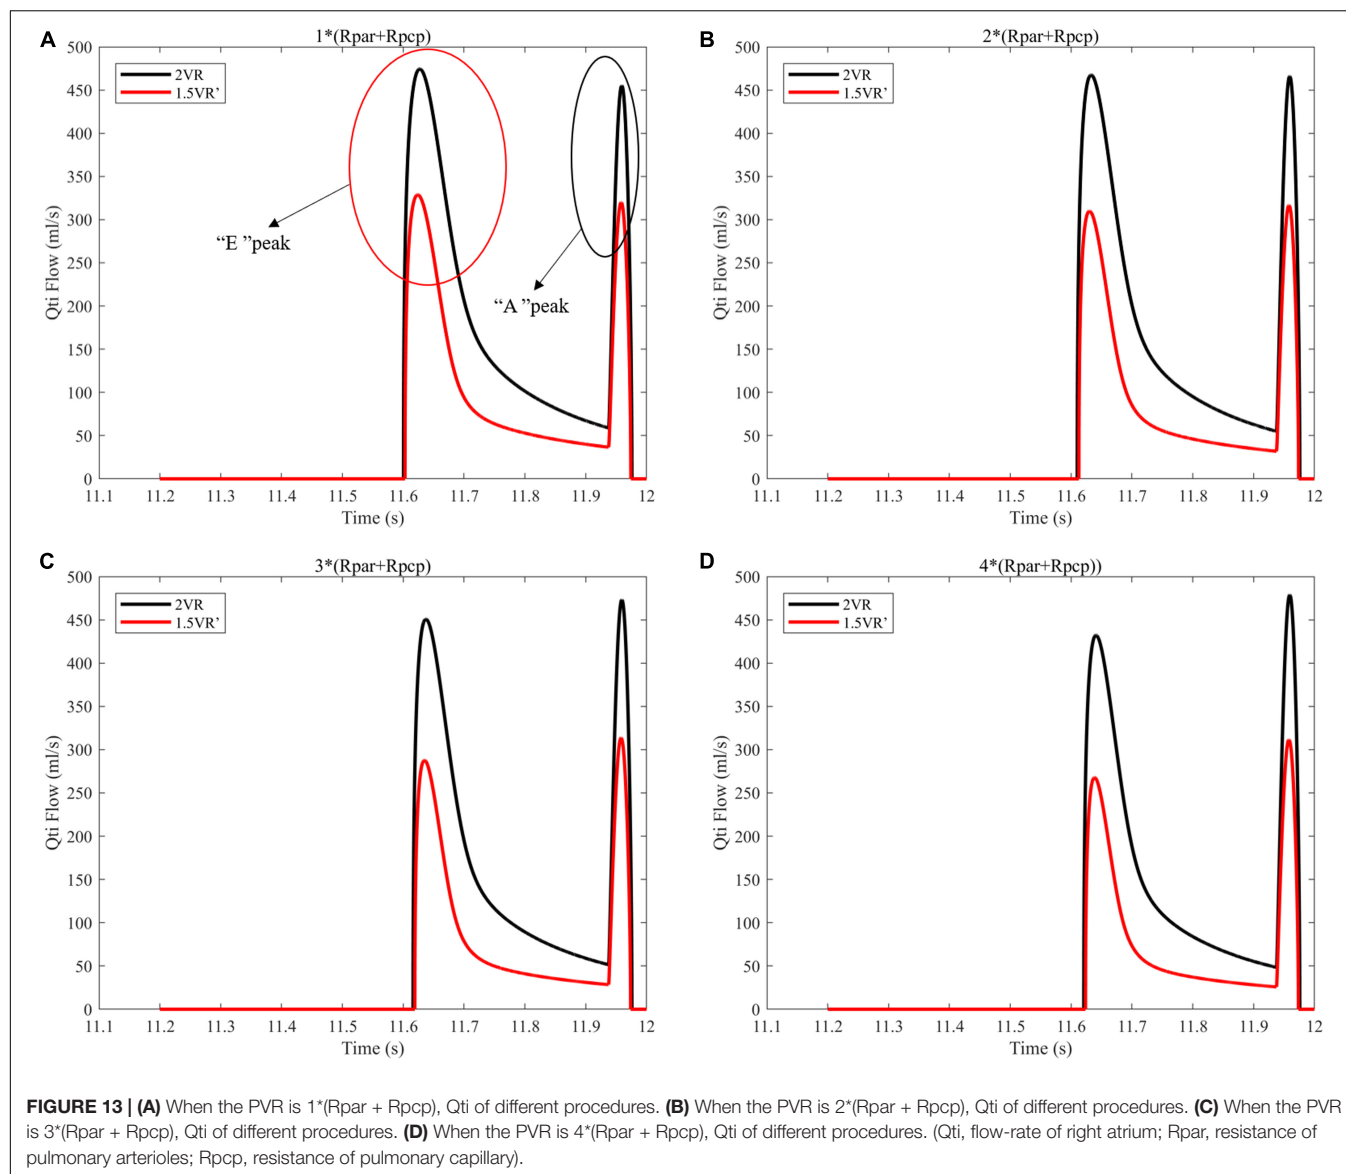 A
1*(Rpar+Rpcp)
500
450
400
350
300
250
200
150
100
50
0
Qti Flow (ml/s)
2VR
1.5VR’
“E ”peak
“A ”peak
11.1 11.2 11.3 11.4 11.5 11.6 11.7 11.8 11.9 12
Time (s)
B
2*(Rpar+Rpcp)
500
450
400
350
300
250
200
150
100
50
0
Qti Flow (ml/s)
2VR
1.5VR’
11.1 11.2 11.3 11.4 11.5 11.6 11.7 11.8 11.9 12
Time (s)
C
3*(Rpar+Rpcp)
500
450
400
350
300
250
200
150
100
50
0
Qti Flow (ml/s)
2VR
1.5VR’
11.1 11.2 11.3 11.4 11.5 11.6 11.7 11.8 11.9 12
Time (s)
D
4*(Rpar+Rpcp))
500
450
400
350
300
250
200
150
100
50
0
Qti Flow (ml/s)
2VR
1.5VR’
11.1 11.2 11.3 11.4 11.5 11.6 11.7 11.8 11.9 12
Time (s)
FIGURE 13 | (A) When the PVR is 1*(Rpar + Rpcp), Qti of different procedures. (B) When the PVR is 2*(Rpar + Rpcp), Qti of different procedures. (C) When the PVR
is 3*(Rpar + Rpcp), Qti of different procedures. (D) When the PVR is 4*(Rpar + Rpcp), Qti of different procedures. (Qti, flow-rate of right atrium; Rpar, resistance of
pulmonary arterioles; Rpcp, resistance of pulmonary capillary).